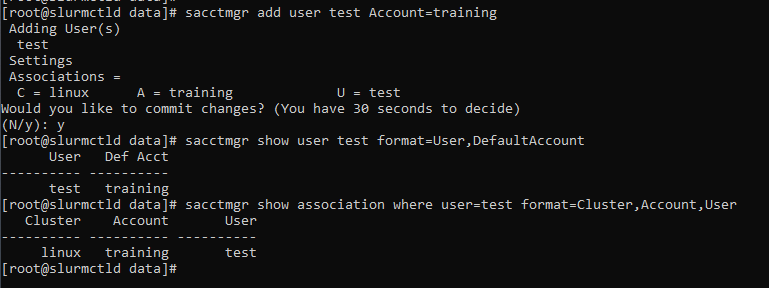 [root@slurmctld data]# sacctmgr add user test Account=training
 Adding User(s)
  test
 Settings
 Associations =
  C = linux      A = training             U = test
Would you like to commit changes? (You have 30 seconds to decide)
(N/y): y
[root@slurmctld data]# sacctmgr show user test format=User,DefaultAccount
      User   Def Acct
---------- ----------
      test   training
[root@slurmctld data]# sacctmgr show association where user=test format=Cluster,Account,User
   Cluster    Account       User
---------- ---------- ----------
     linux   training       test
[root@slurmctld data]#